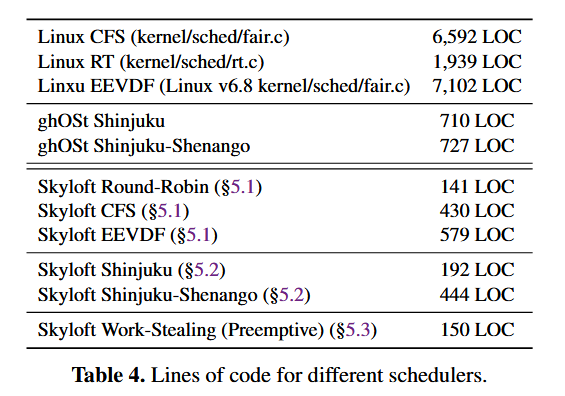 Linux CFS (kernel/sched/fair.c) 6,592 LOC
Linux RT (kernel/sched/rt.c) 1,939 LOC
Linxu EEVDF (Linux v6.8 kernel/sched/fair.c) 7,102 LOC
ghOSt Shinjuku 710 LOC
ghOSt Shinjuku-Shenango 727 LOC
Skyloft Round-Robin (§5.1) 141 LOC
Skyloft CFS (§5.1) 430 LOC
Skyloft EEVDF (§5.1) 579 LOC
Skyloft Shinjuku (§5.2) 192 LOC
Skyloft Shinjuku-Shenango (§5.2) 444 LOC
Skyloft Work-Stealing (Preemptive) (§5.3) 150 LOC
Table 4. Lines of code for different schedulers.